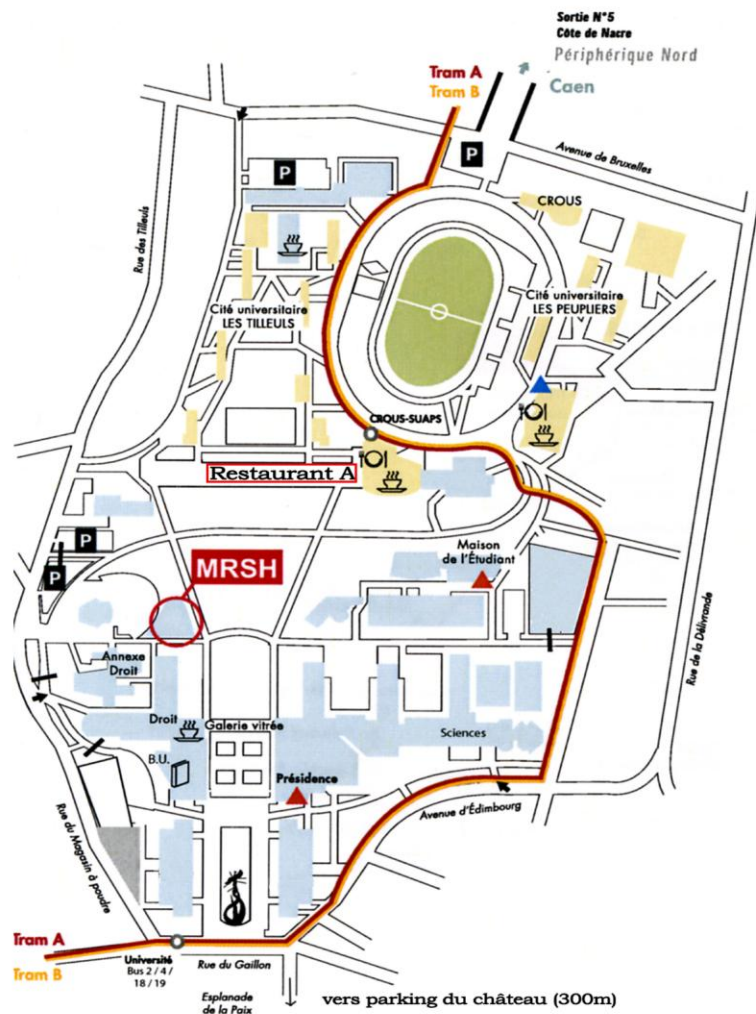 Sortie N°5
Côte de Nacre
Périphérique Nord
Caen
Tram A
Tram B
P
Avenue de Bruxelles
P
CROUS
Rue des Tilleuls
Cité universitaire
LES TILLEULS
Cité universitaire
LES PEUPLIERS
CROUS-SUAPS
Restaurant A
P
P
MRSH
Maison
de l'Étudiant
Rue de la Délivrande
Annexe
Droit
Droit
Galerie vitrée
Sciences
B.U.
Présidence
Avenue d'Édimbourg
Rue du Magasin à poudre
Tram A
Tram B
Université
Bus 2 / 4 /
18 / 19
Rue du Gaillon
Esplanade
de la Paix
vers parking du château (300m)